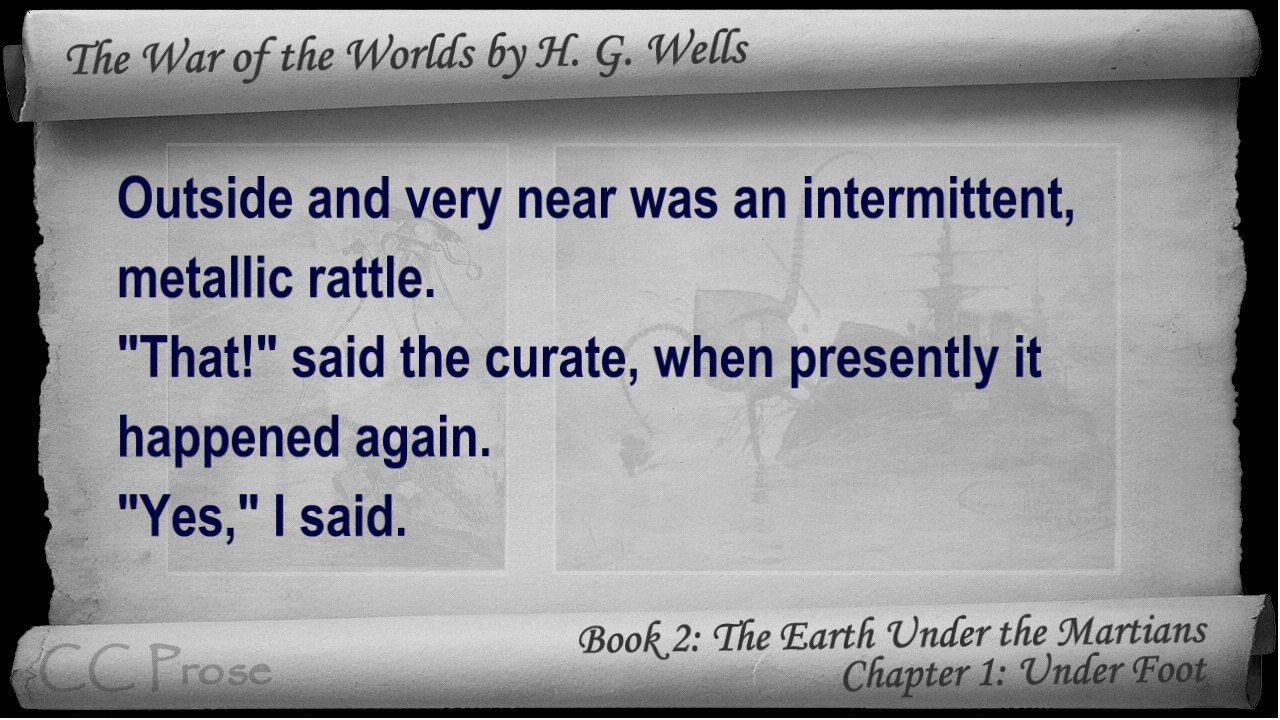 The War of the Worlds by H. G. Wells
Outside and very near was an intermittent,
metallic rattle.
"That!" said the curate, when presently it
happened again.
"Yes," I said.
Book 2: The Earth Under the Martians
Chapter 1: Under Foot
CC Prose